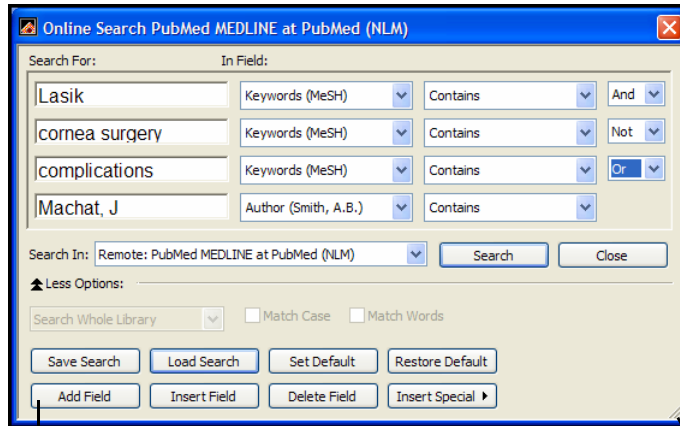 Online Search PubMed MEDLINE at PubMed (NLM)
Search For: In Field:
Lasik Keywords (MeSH) Contains And
cornea surgery Keywords (MeSH) Contains Not
complications Keywords (MeSH) Contains Or
Machat, J Author (Smith, A.B.) Contains
Search In: Remote: PubMed MEDLINE at PubMed (NLM) Search Close
Less Options:
Search Whole Library Match Case Match Words
Save Search Load Search Set Default Restore Default
Add Field Insert Field Delete Field Insert Special